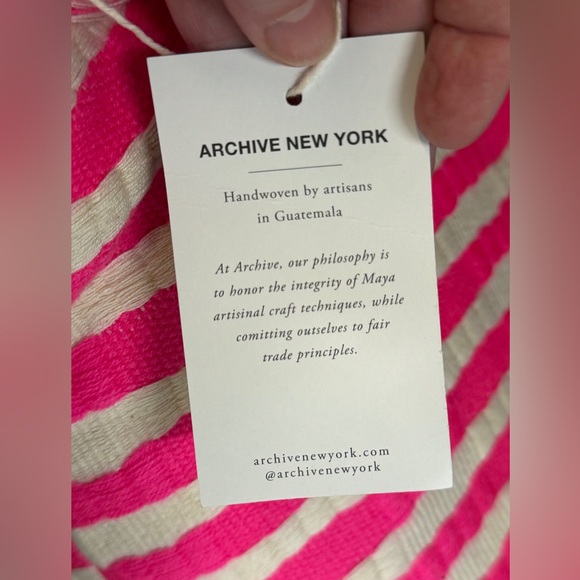 ARCHIVE NEW YORK
Handwoven by artisans
in Guatemala
At Archive, our philosophy is
to honor the integrity of Maya
artisinal craft techniques, while
comitting outselves to fair
trade principles.
archivenewyork.com
@archivenewyork